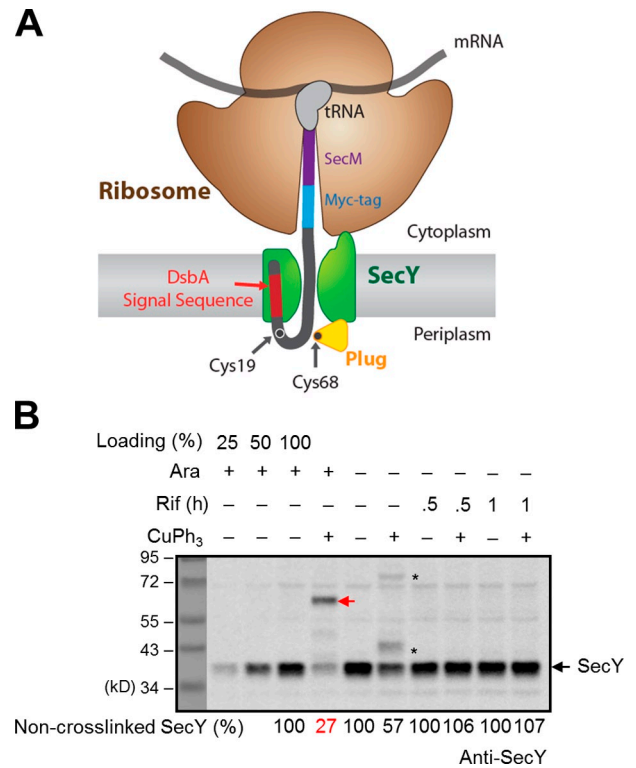 A
mRNA
tRNA
SecM
Ribosome
Myc-tag
Cytoplasm
DsbA
Signal Sequence
SecY
Periplasm
Cys19
Plug
Cys68
B
Loading (%) 25 50 100
Ara + + + + – – – – – –
Rif (h) – – – – – – .5 .5 1 1
CuPh3 – – – + – + – + – +
95
72 *
55
43 *
(kD) 34
SecY
Non-crosslinked SecY (%) 100 27 100 57 100 106 100 107
Anti-SecY